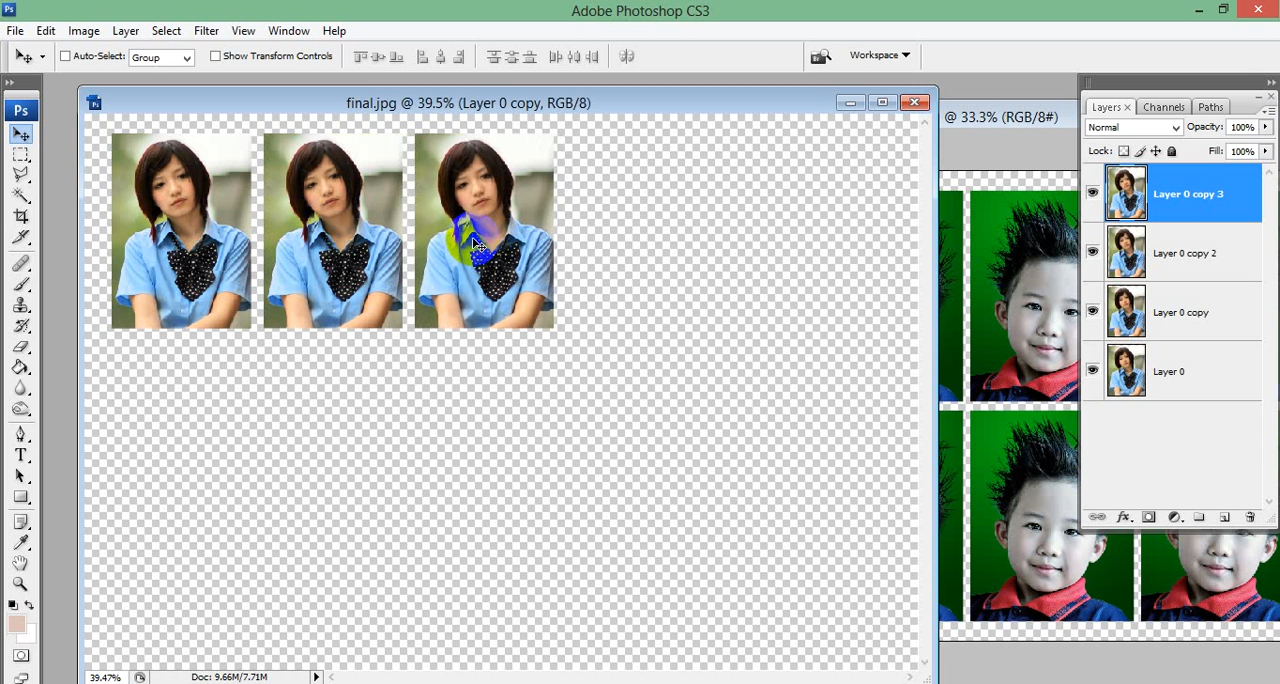 Ps Adobe Photoshop CS3
File Edit Image Layer Select Filter View Window Help
Auto-Select: Group Show Transform Controls Workspace
Ps
final.jpg @ 39.5% (Layer 0 copy, RGB/8)
@ 33.3% (RGB/8#)
Layers × Channels Paths
Normal Opacity: 100%
Lock: Fill: 100%
Layer 0 copy 3
Layer 0 copy 2
Layer 0 copy
Layer 0
fx
T
39.47% Doc: 9.66M/7.71M